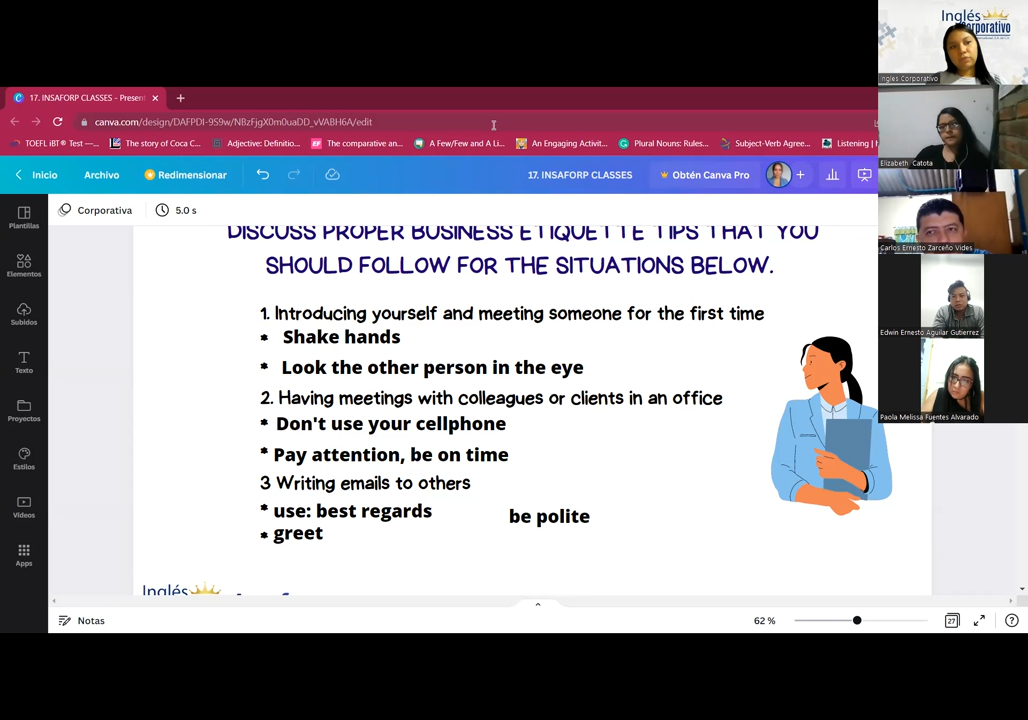 17. INSAFORP CLASSES - Present
canva.com/design/DAFPDI-9S9w/NBzFjgX0m0uaDD_vVABH6A/edit
TOEFL iBT® Test —...
The story of Coca C...
Adjective: Definitio...
The comparative an...
A Few/Few and A Li...
An Engaging Activit...
Plural Nouns: Rules...
Subject-Verb Agree...
Listening
Inicio
Archivo
Redimensionar
17. INSAFORP CLASSES
Obtén Canva Pro
Plantillas
Elementos
Subidos
Texto
Proyectos
Estilos
Videos
Apps
Corporativa
5.0 s
DISCUSS PROPER BUSINESS ETIQUETTE TIPS THAT YOU
SHOULD FOLLOW FOR THE SITUATIONS BELOW.
1. Introducing yourself and meeting someone for the first time
* Shake hands
* Look the other person in the eye
2. Having meetings with colleagues or clients in an office
* Don't use your cellphone
* Pay attention, be on time
3 Writing emails to others
* use: best regards be polite
* greet
Inglés
Notas
62 %
27
Inglés
Corporativo
Ingles Corporativo
Elizabeth Catota
Carlos Ernesto Zarceño Vides
Edwin Ernesto Aguilar Gutierrez
Paola Melissa Fuentes Alvarado